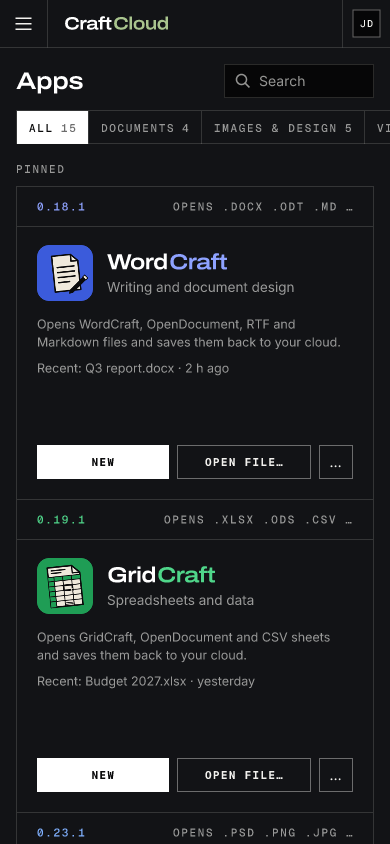 CraftCloud
JD
Apps
Search
ALL 15
DOCUMENTS 4
IMAGES & DESIGN 5
VI
PINNED
0.18.1
OPENS .DOCX .ODT .MD …
WordCraft
Writing and document design
Opens WordCraft, OpenDocument, RTF and
Markdown files and saves them back to your cloud.
Recent: Q3 report.docx · 2 h ago
NEW
OPEN FILE…
…
0.19.1
OPENS .XLSX .ODS .CSV …
GridCraft
Spreadsheets and data
Opens GridCraft, OpenDocument and CSV sheets
and saves them back to your cloud.
Recent: Budget 2027.xlsx · yesterday
NEW
OPEN FILE…
…
0.23.1
OPENS .PSD .PNG .JPG …